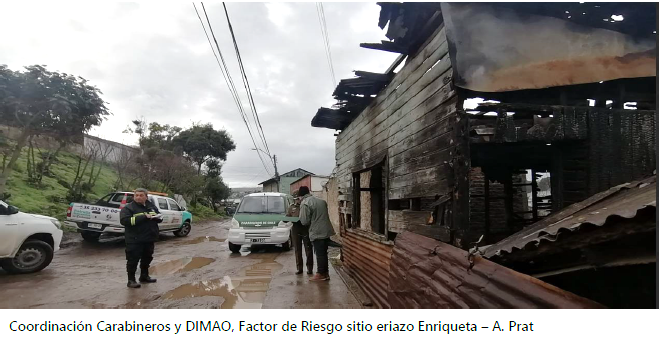 Coordinación Carabineros y DIMAO, Factor de Riesgo sitio eriazo Enriqueta – A. Prat